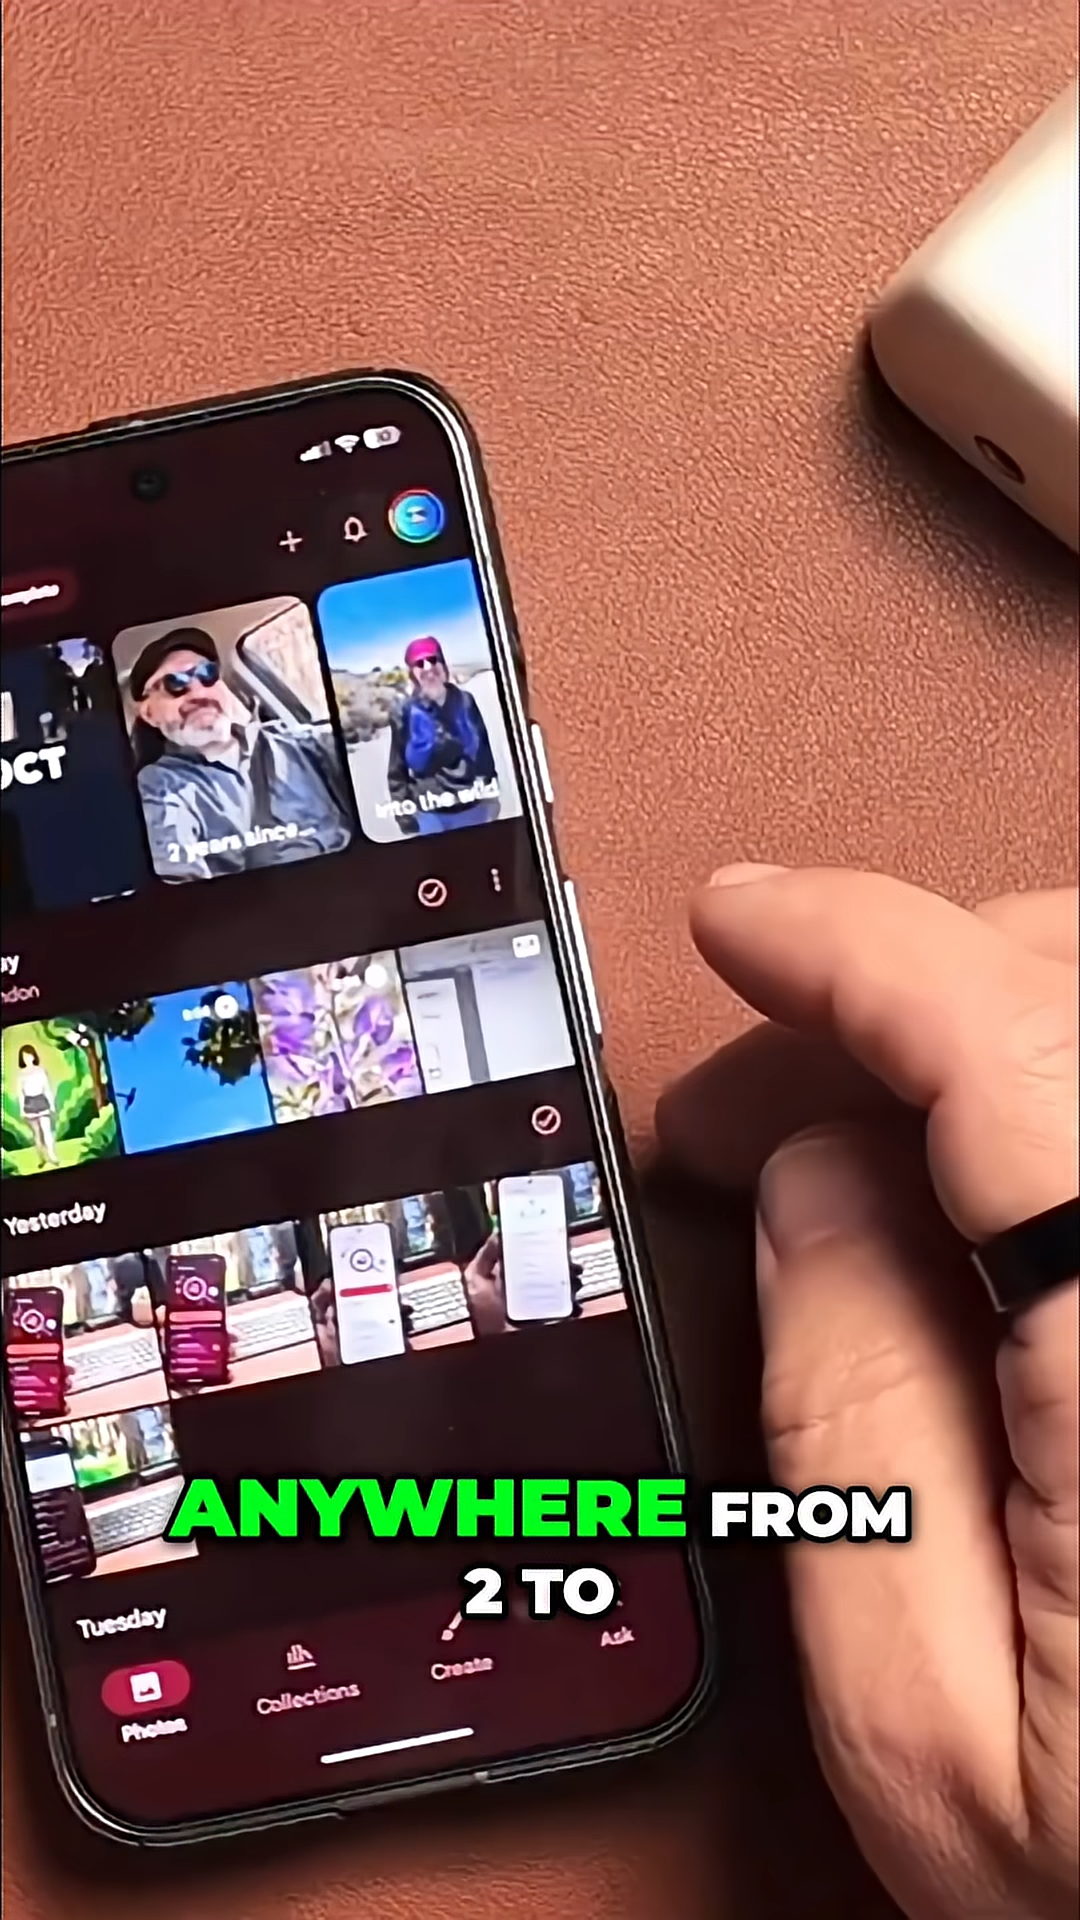 OCT
2 years since...
Into the wild
Yesterday
ANYWHERE FROM
2 TO
Tuesday
Photos
Collections
Create
Ask